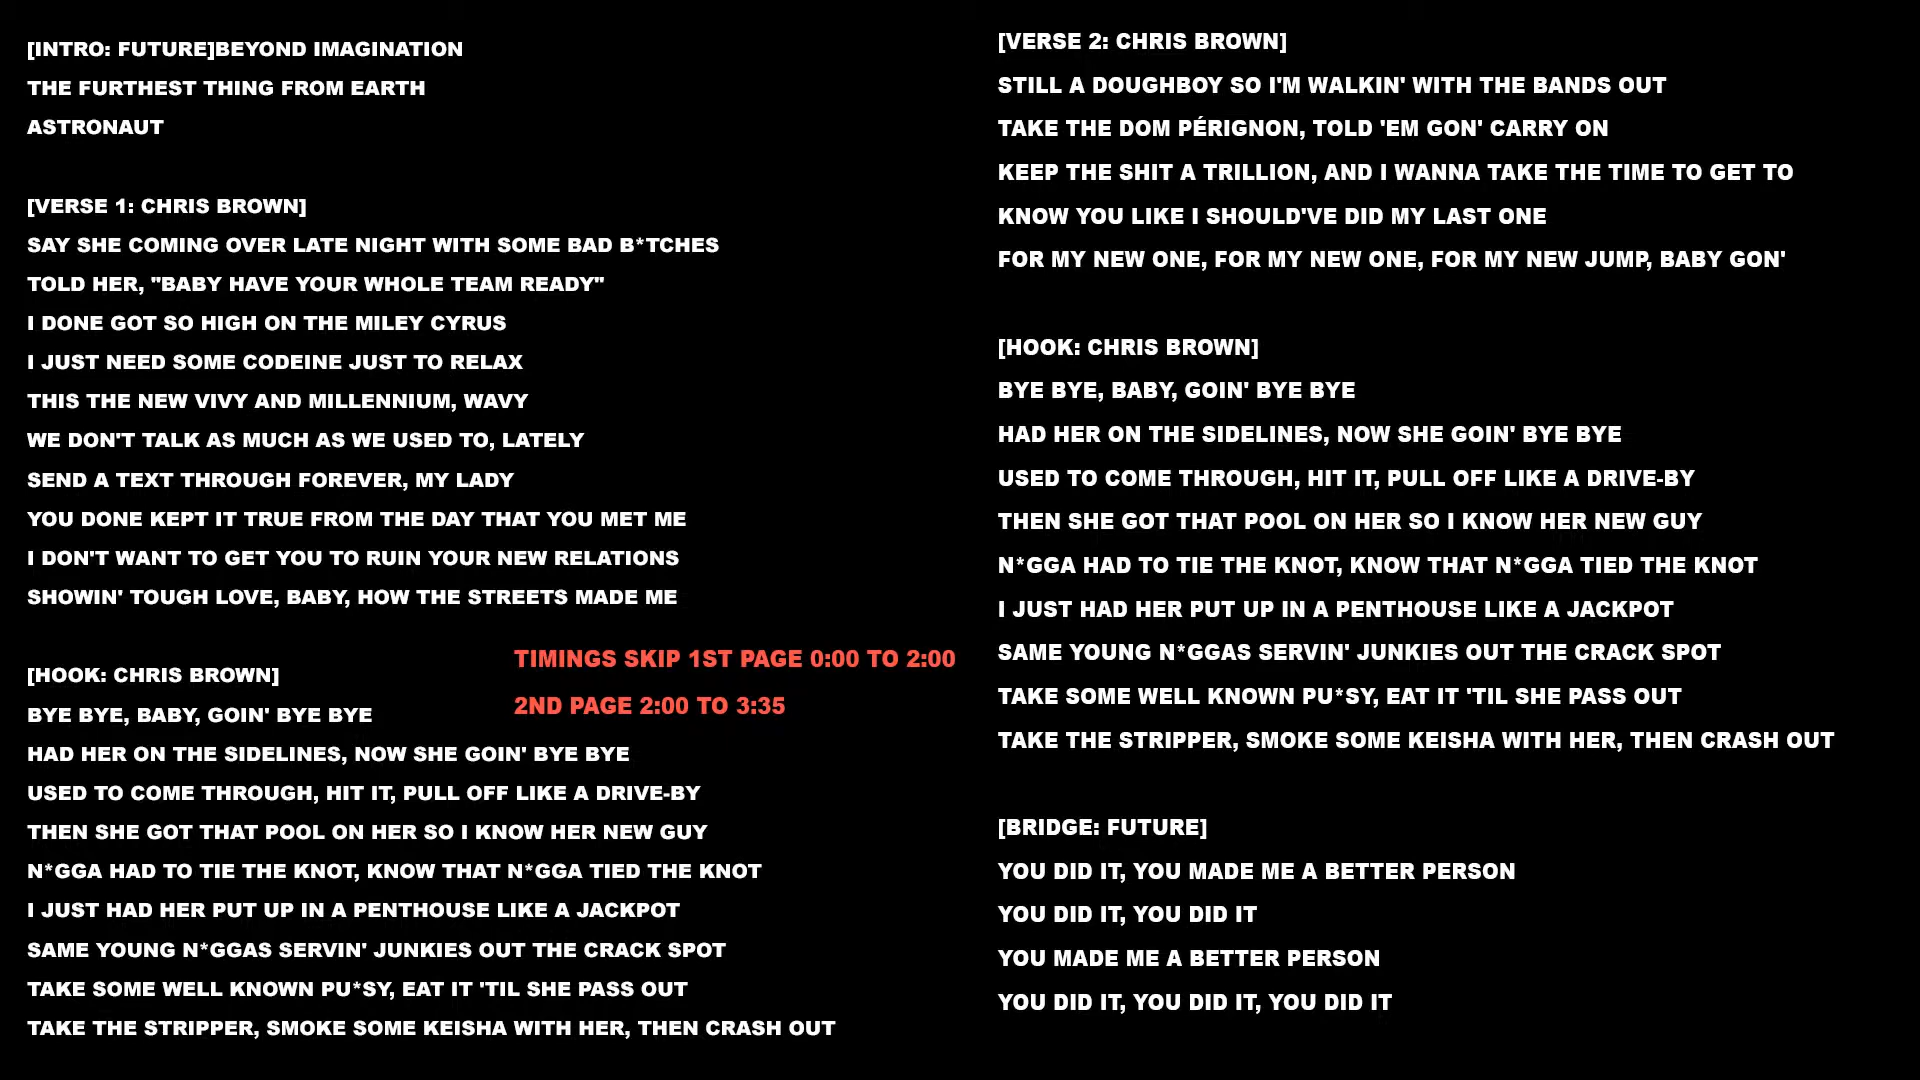 [INTRO: FUTURE]BEYOND IMAGINATION
THE FURTHEST THING FROM EARTH
ASTRONAUT
[VERSE 1: CHRIS BROWN]
SAY SHE COMING OVER LATE NIGHT WITH SOME BAD B*TCHES
TOLD HER, "BABY HAVE YOUR WHOLE TEAM READY"
I DONE GOT SO HIGH ON THE MILEY CYRUS
I JUST NEED SOME CODEINE JUST TO RELAX
THIS THE NEW VIVY AND MILLENNIUM, WAVY
WE DON'T TALK AS MUCH AS WE USED TO, LATELY
SEND A TEXT THROUGH FOREVER, MY LADY
YOU DONE KEPT IT TRUE FROM THE DAY THAT YOU MET ME
I DON'T WANT TO GET YOU TO RUIN YOUR NEW RELATIONS
SHOWIN' TOUGH LOVE, BABY, HOW THE STREETS MADE ME
[HOOK: CHRIS BROWN]
BYE BYE, BABY, GOIN' BYE BYE
HAD HER ON THE SIDELINES, NOW SHE GOIN' BYE BYE
USED TO COME THROUGH, HIT IT, PULL OFF LIKE A DRIVE-BY
THEN SHE GOT THAT POOL ON HER SO I KNOW HER NEW GUY
N*GGA HAD TO TIE THE KNOT, KNOW THAT N*GGA TIED THE KNOT
I JUST HAD HER PUT UP IN A PENTHOUSE LIKE A JACKPOT
SAME YOUNG N*GGAS SERVIN' JUNKIES OUT THE CRACK SPOT
TAKE SOME WELL KNOWN PU*SY, EAT IT 'TIL SHE PASS OUT
TAKE THE STRIPPER, SMOKE SOME KEISHA WITH HER, THEN CRASH OUT
TIMINGS SKIP 1ST PAGE 0:00 TO 2:00
2ND PAGE 2:00 TO 3:35
[VERSE 2: CHRIS BROWN]
STILL A DOUGHBOY SO I'M WALKIN' WITH THE BANDS OUT
TAKE THE DOM PÉRIGNON, TOLD 'EM GON' CARRY ON
KEEP THE SHIT A TRILLION, AND I WANNA TAKE THE TIME TO GET TO
KNOW YOU LIKE I SHOULD'VE DID MY LAST ONE
FOR MY NEW ONE, FOR MY NEW ONE, FOR MY NEW JUMP, BABY GON'
[HOOK: CHRIS BROWN]
BYE BYE, BABY, GOIN' BYE BYE
HAD HER ON THE SIDELINES, NOW SHE GOIN' BYE BYE
USED TO COME THROUGH, HIT IT, PULL OFF LIKE A DRIVE-BY
THEN SHE GOT THAT POOL ON HER SO I KNOW HER NEW GUY
N*GGA HAD TO TIE THE KNOT, KNOW THAT N*GGA TIED THE KNOT
I JUST HAD HER PUT UP IN A PENTHOUSE LIKE A JACKPOT
SAME YOUNG N*GGAS SERVIN' JUNKIES OUT THE CRACK SPOT
TAKE SOME WELL KNOWN PU*SY, EAT IT 'TIL SHE PASS OUT
TAKE THE STRIPPER, SMOKE SOME KEISHA WITH HER, THEN CRASH OUT
[BRIDGE: FUTURE]
YOU DID IT, YOU MADE ME A BETTER PERSON
YOU DID IT, YOU DID IT
YOU MADE ME A BETTER PERSON
YOU DID IT, YOU DID IT, YOU DID IT